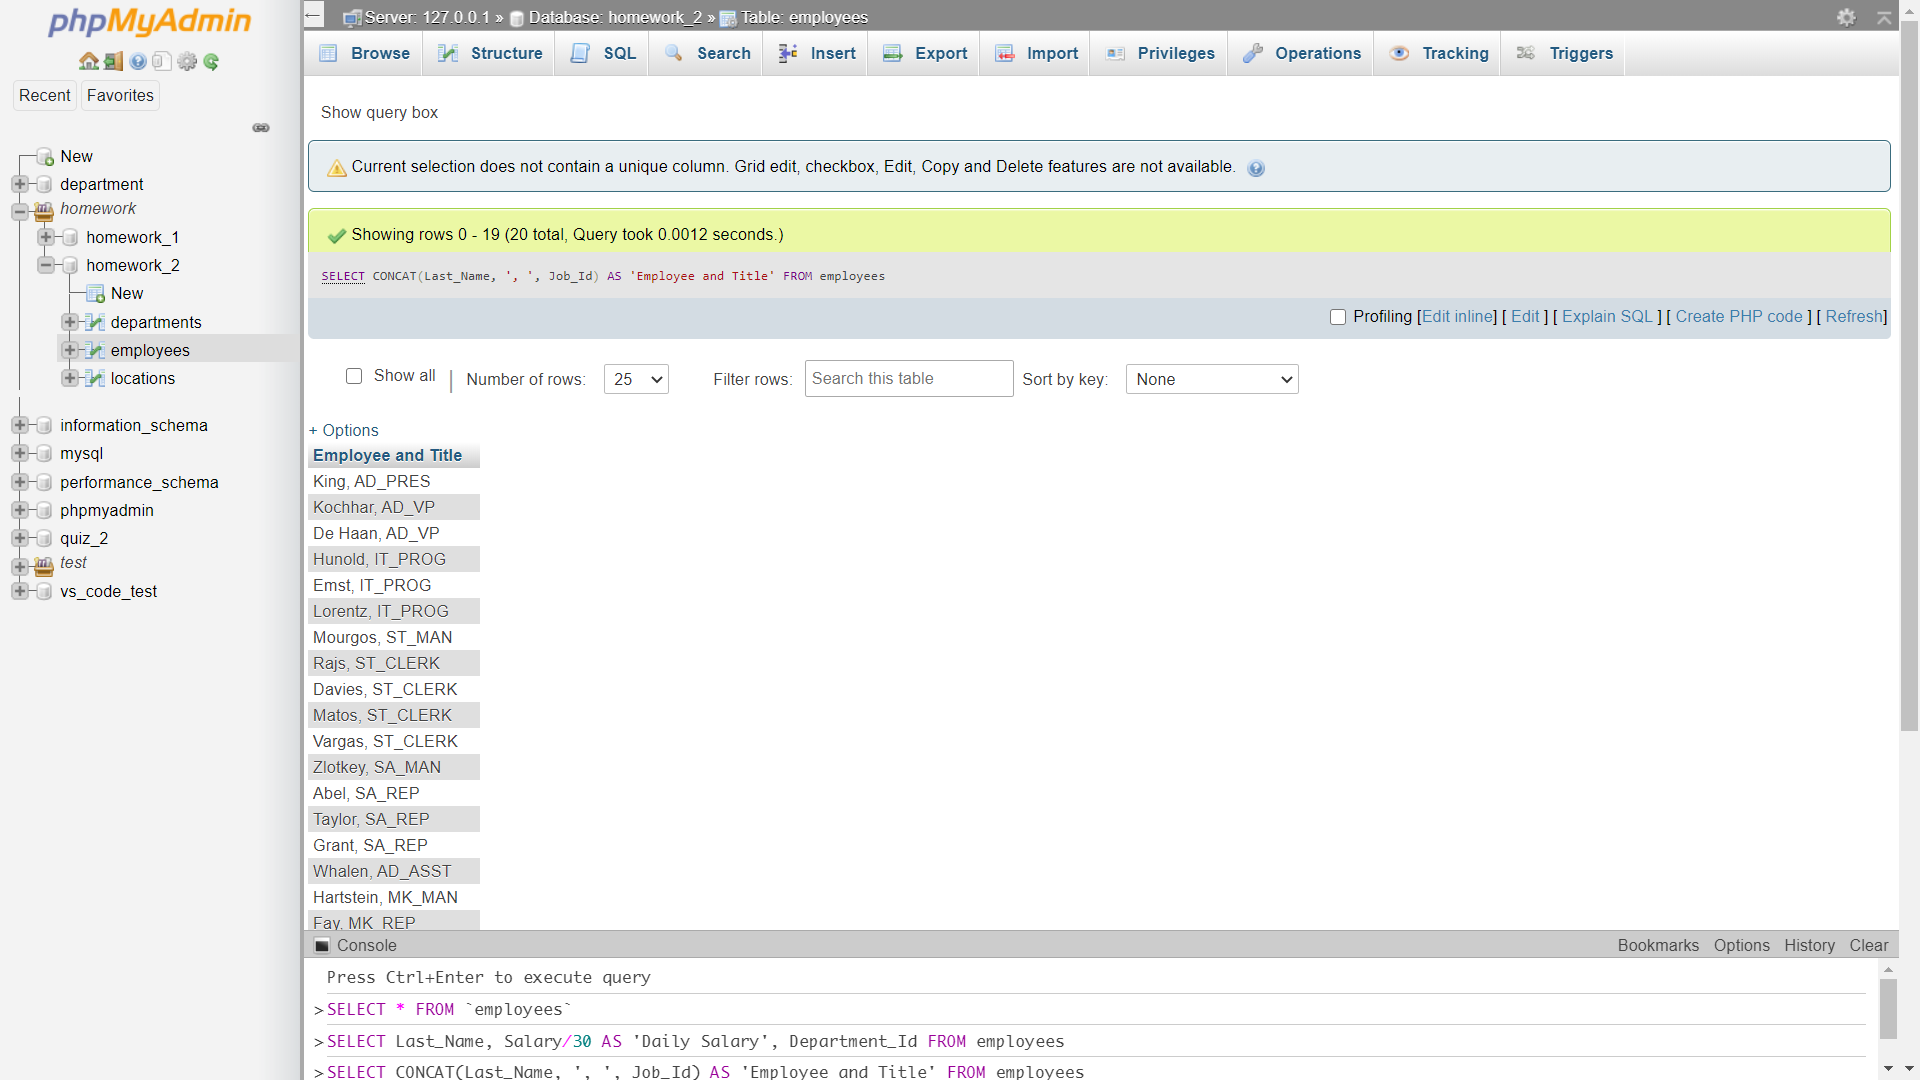 phpMyAdmin
Recent Favorites
New
department
homework
homework_1
homework_2
New
departments
employees
locations
information_schema
mysql
performance_schema
phpmyadmin
quiz_2
test
vs_code_test
Server: 127.0.0.1 » Database: homework_2 » Table: employees
Browse Structure SQL Search Insert Export Import Privileges Operations Tracking Triggers
Show query box
Current selection does not contain a unique column. Grid edit, checkbox, Edit, Copy and Delete features are not available.
Showing rows 0 - 19 (20 total, Query took 0.0012 seconds.)
SELECT CONCAT(Last_Name, ', ', Job_Id) AS 'Employee and Title' FROM employees
Profiling [Edit inline] [ Edit ] [ Explain SQL ] [ Create PHP code ] [ Refresh]
Show all | Number of rows: 25 Filter rows: Search this table Sort by key: None
+ Options
Employee and Title
King, AD_PRES
Kochhar, AD_VP
De Haan, AD_VP
Hunold, IT_PROG
Ernst, IT_PROG
Lorentz, IT_PROG
Mourgos, ST_MAN
Rajs, ST_CLERK
Davies, ST_CLERK
Matos, ST_CLERK
Vargas, ST_CLERK
Zlotkey, SA_MAN
Abel, SA_REP
Taylor, SA_REP
Grant, SA_REP
Whalen, AD_ASST
Hartstein, MK_MAN
Fay, MK_REP
Console Bookmarks Options History Clear
Press Ctrl+Enter to execute query
>SELECT * FROM `employees`
>SELECT Last_Name, Salary/30 AS 'Daily Salary', Department_Id FROM employees
>SELECT CONCAT(Last_Name, ', ', Job_Id) AS 'Employee and Title' FROM employees